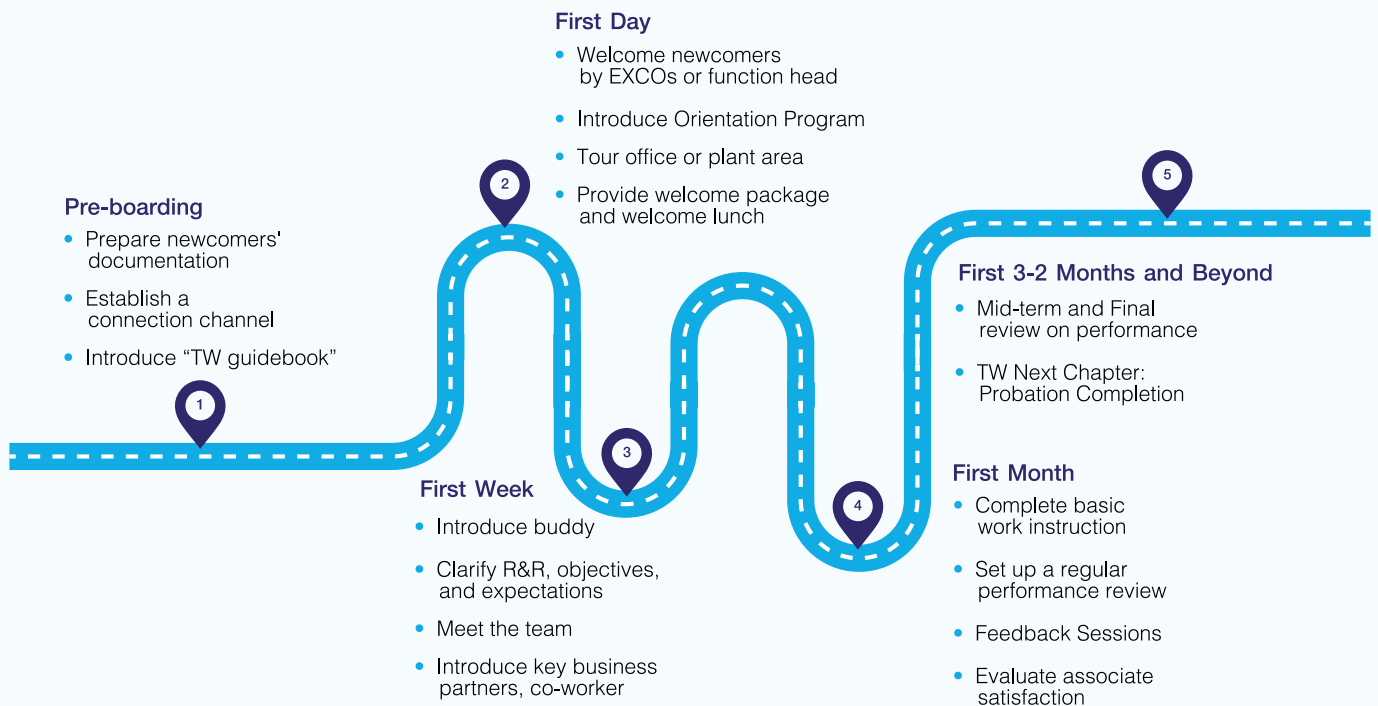 Pre-boarding
• Prepare newcomers'
documentation
• Establish a
connection channel
• Introduce “TW guidebook”
1
First Day
• Welcome newcomers
by EXCOs or function head
• Introduce Orientation Program
• Tour office or plant area
• Provide welcome package
and welcome lunch
2
3
First Week
• Introduce buddy
• Clarify R&R, objectives,
and expectations
• Meet the team
• Introduce key business
partners, co-worker
4
First Month
• Complete basic
work instruction
• Set up a regular
performance review
• Feedback Sessions
• Evaluate associate
satisfaction
5
First 3-2 Months and Beyond
• Mid-term and Final
review on performance
• TW Next Chapter:
Probation Completion